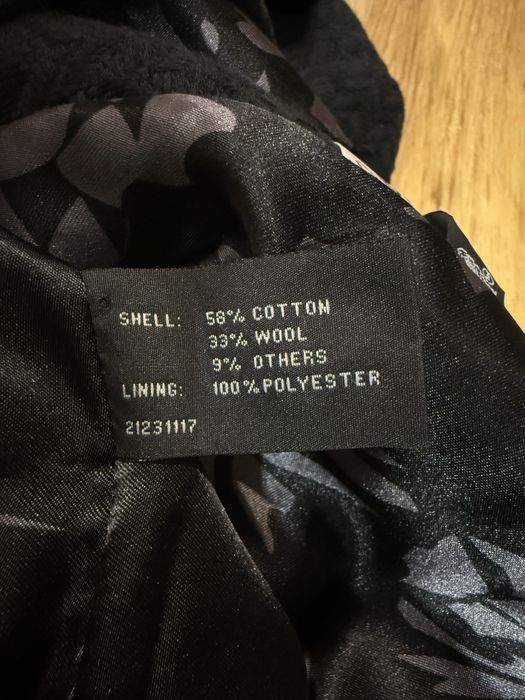 SHELL: 58% COTTON
33% WOOL
9% OTHERS
LINING: 100% POLYESTER
21231117